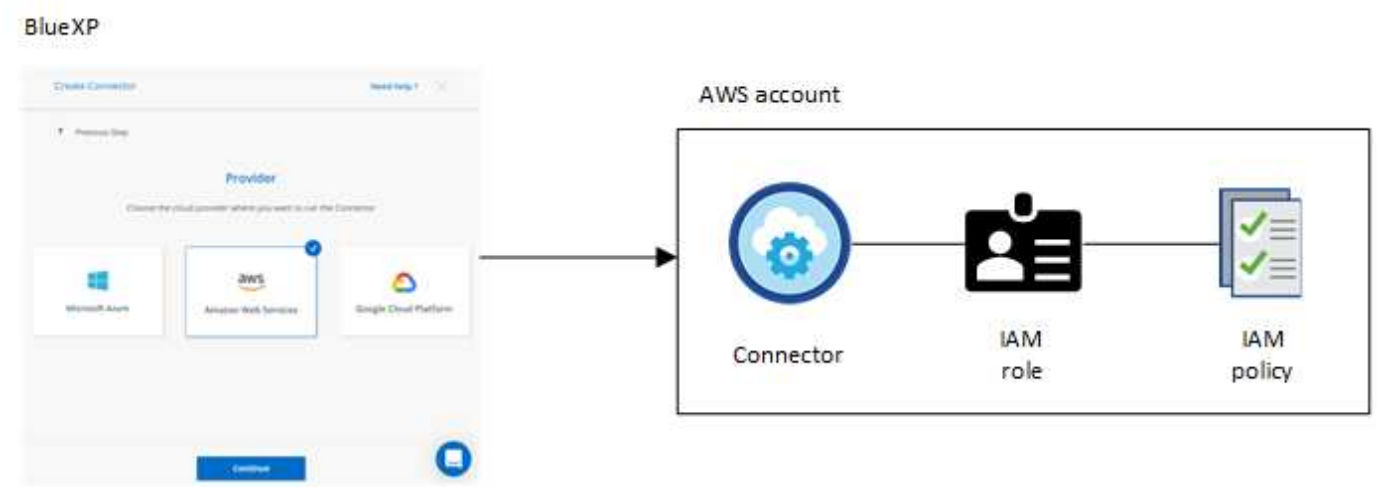 BlueXP
Create Connector
Need help ?
Previous Step
Provider
Choose the cloud provider where you want to run the Connector
aws
Microsoft Azure
Amazon Web Services
Google Cloud Platform
Continue
AWS account
Connector
IAM
role
IAM
policy